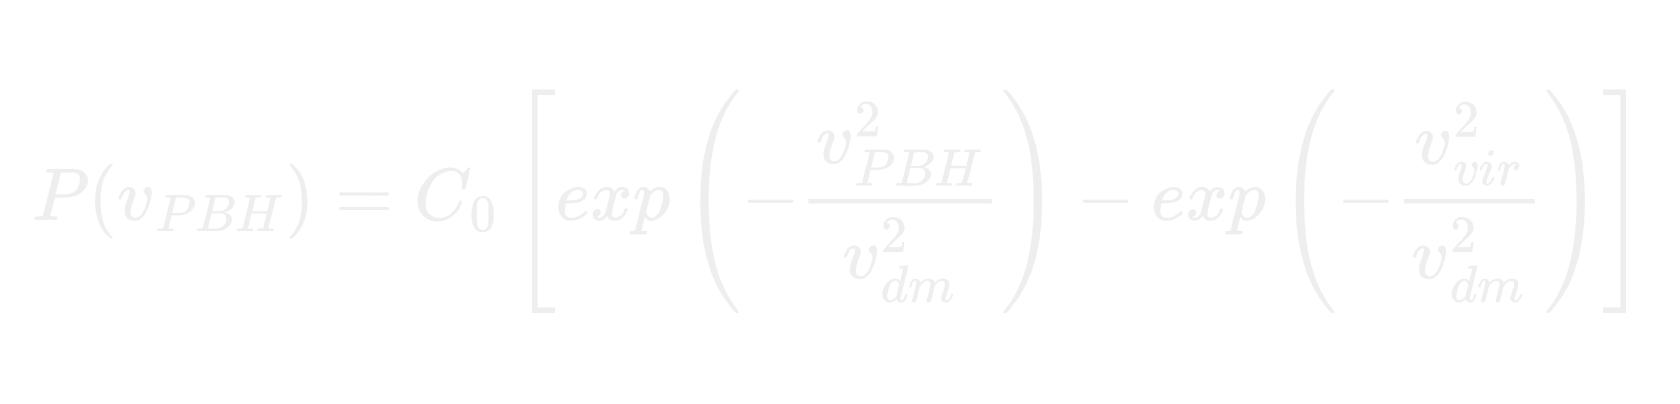 P(v_{PBH}) = C_0 \left[ exp\left( -\frac{v_{PBH}^2}{v_{dm}^2} \right) - exp\left( -\frac{v_{vir}^2}{v_{dm}^2} \right) \right]